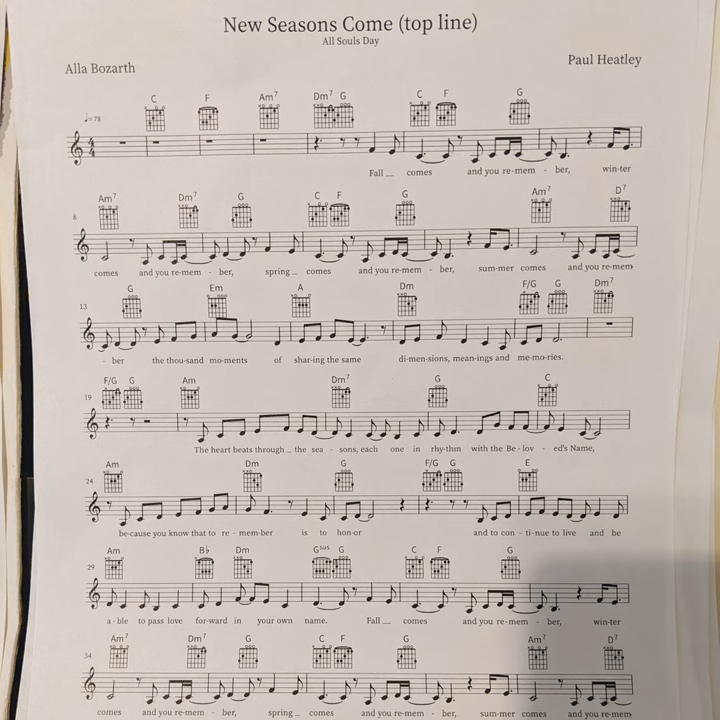 New Seasons Come (top line)
All Souls Day
Alla Bozarth
Paul Heatley
♩= 78
C F Am7 Dm7 G C F G
4 4
Fall _ comes and you re-mem - ber, win-ter
Am7 Dm7 G C F G Am7 D7
8
comes and you re-mem - ber, spring _ comes and you re-mem - ber, sum-mer comes and you re-mem
G Em A Dm F/G G Dm7
13
- ber the thou-sand mo-ments of shar-ing the same di-men-sions, mean-ings and me-mo-ries.
F/G G Am Dm7 G C
19
The heart beats through _ the sea - sons, each one in rhy-thm with the Be - lov - ed's Name,
Am Dm G F/G G E
24
be-cause you know that to re - mem-ber is to hon-or and to con - ti-nue to live and be
Am B♭ Dm Gsus G C F G
29
a - ble to pass love for-ward in your own name. Fall _ comes and you re-mem - ber, win-ter
Am7 Dm7 G C F G Am7 D7
34
comes and you re-mem - ber, spring _ comes and you re-mem - ber, sum-mer comes and you re-mem